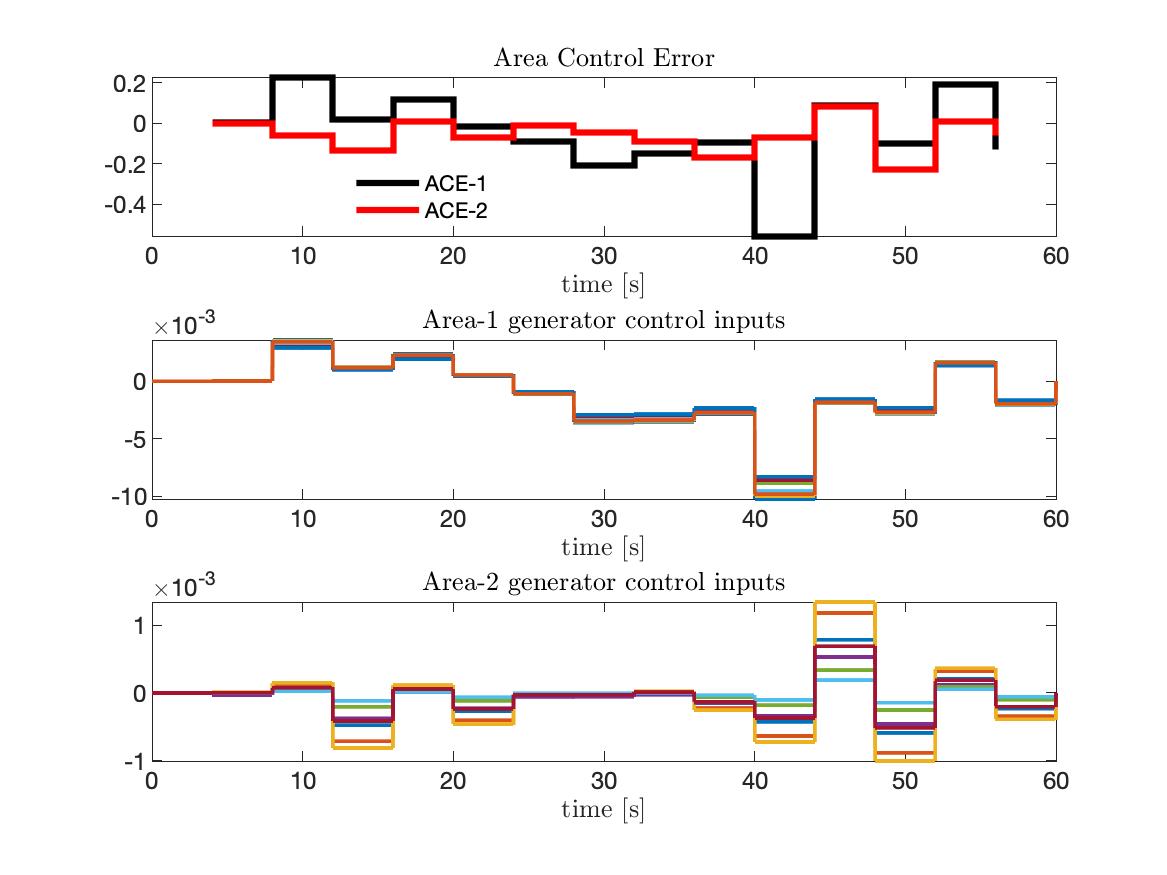 Area Control Error
0.2
0
-0.2
-0.4
ACE-1
ACE-2
0 10 20 30 40 50 60
time [s]
×10-3
Area-1 generator control inputs
0
-5
-10
0 10 20 30 40 50 60
time [s]
×10-3
Area-2 generator control inputs
1
0
-1
0 10 20 30 40 50 60
time [s]